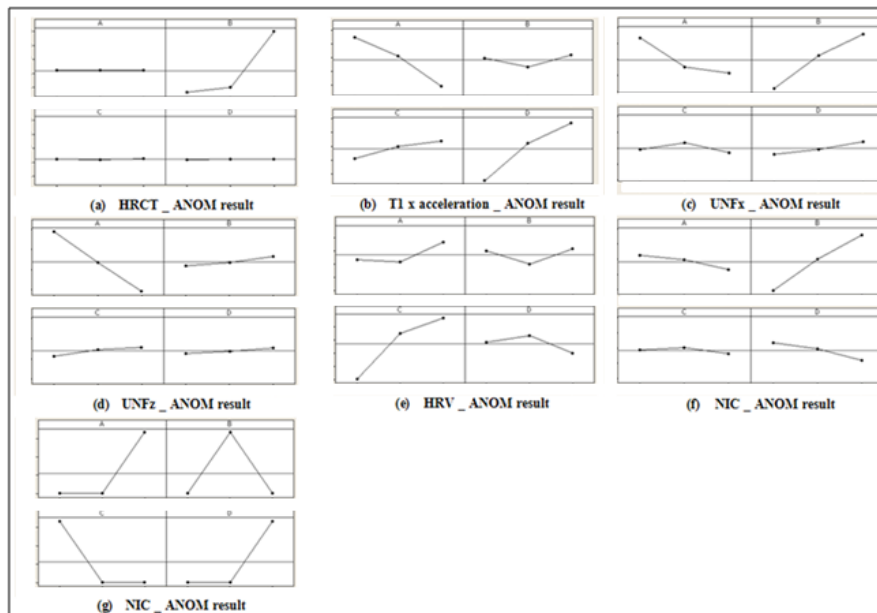 A B
C D
(a) HRCT _ ANOM result
A B
C D
(b) T1 x acceleration _ ANOM result
A B
C D
(c) UNFx _ ANOM result
A B
C D
(d) UNFz _ ANOM result
A B
C D
(e) HRV _ ANOM result
A B
C D
(f) NIC _ ANOM result
A B
C D
(g) NIC _ ANOM result